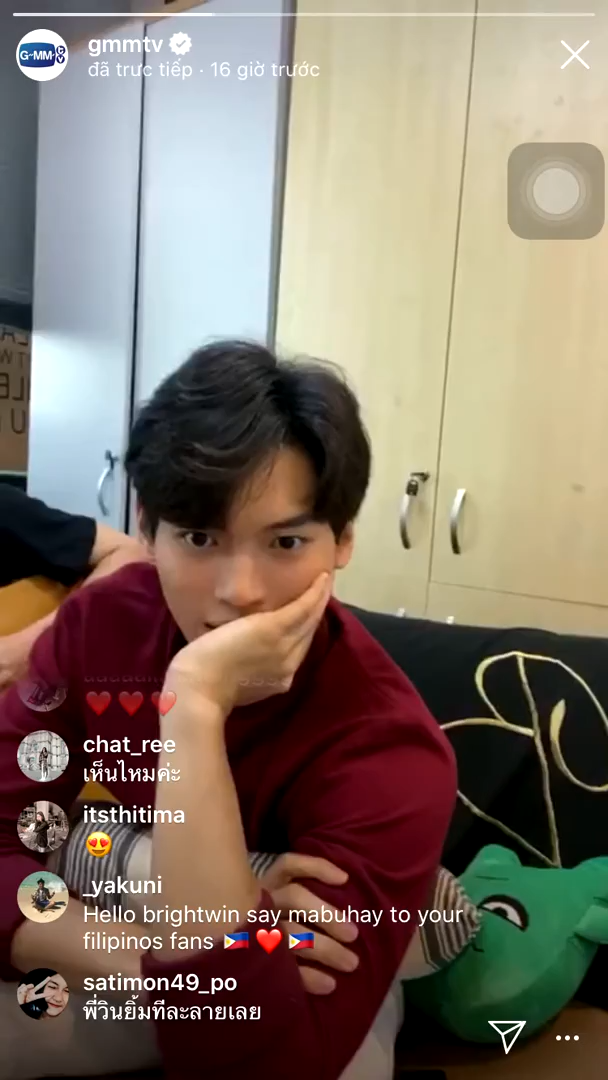 GMM
TV
gmmtv
đã trực tiếp · 16 giờ trước
chat_ree
เห็นไหมค่ะ
itsthitima
😍
_yakuni
Hello brightwin say mabuhay to your
filipinos fans 🇵🇭❤️🇵🇭
satimon49_po
พี่วินยิ้มทีละลายเลย